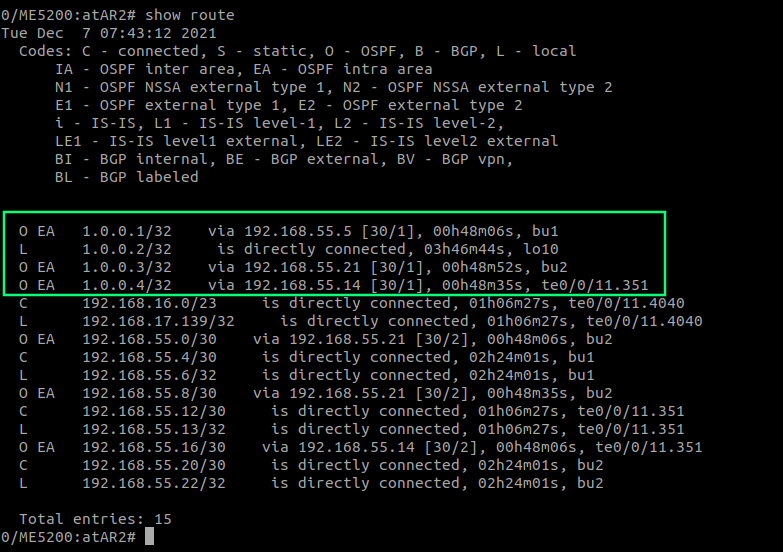 0/ME5200:atAR2# show route
Tue Dec  7 07:43:12 2021
  Codes: C - connected, S - static, O - OSPF, B - BGP, L - local
      IA - OSPF inter area, EA - OSPF intra area
      N1 - OSPF NSSA external type 1, N2 - OSPF NSSA external type 2
      E1 - OSPF external type 1, E2 - OSPF external type 2
      i - IS-IS, L1 - IS-IS level-1, L2 - IS-IS level-2,
      LE1 - IS-IS level1 external, LE2 - IS-IS level2 external
      BI - BGP internal, BE - BGP external, BV - BGP vpn,
      BL - BGP labeled
  O EA   1.0.0.1/32    via 192.168.55.5 [30/1], 00h48m06s, bu1
  L      1.0.0.2/32     is directly connected, 03h46m44s, lo10
  O EA   1.0.0.3/32    via 192.168.55.21 [30/1], 00h48m52s, bu2
  O EA   1.0.0.4/32    via 192.168.55.14 [30/1], 00h48m35s, te0/0/11.351
  C      192.168.16.0/23     is directly connected, 01h06m27s, te0/0/11.4040
  L      192.168.17.139/32     is directly connected, 01h06m27s, te0/0/11.4040
  O EA   192.168.55.0/30    via 192.168.55.21 [30/2], 00h48m06s, bu2
  C      192.168.55.4/30     is directly connected, 02h24m01s, bu1
  L      192.168.55.6/32     is directly connected, 02h24m01s, bu1
  O EA   192.168.55.8/30    via 192.168.55.21 [30/2], 00h48m35s, bu2
  C      192.168.55.12/30     is directly connected, 01h06m27s, te0/0/11.351
  L      192.168.55.13/32     is directly connected, 01h06m27s, te0/0/11.351
  O EA   192.168.55.16/30    via 192.168.55.14 [30/2], 00h48m06s, te0/0/11.351
  C      192.168.55.20/30     is directly connected, 02h24m01s, bu2
  L      192.168.55.22/32     is directly connected, 02h24m01s, bu2
  Total entries: 15
0/ME5200:atAR2#